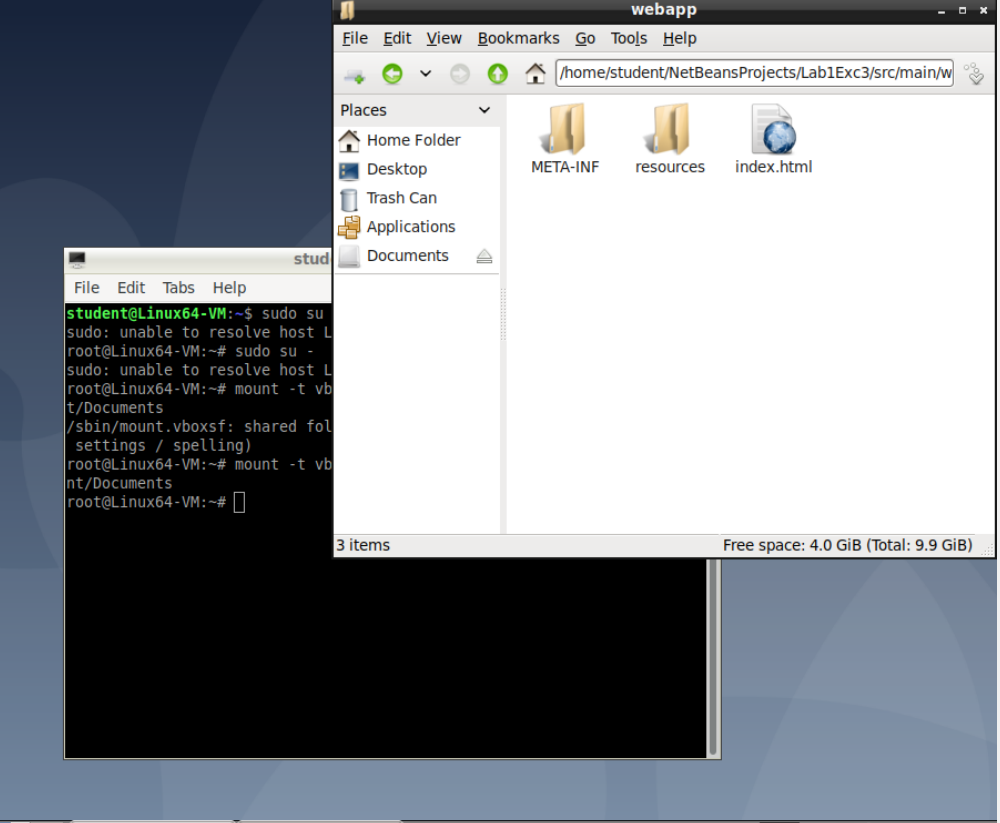 webapp
File Edit View Bookmarks Go Tools Help
/home/student/NetBeansProjects/Lab1Exc3/src/main/w
Places
Home Folder
Desktop
Trash Can
Applications
Documents
META-INF
resources
index.html
3 items
Free space: 4.0 GiB (Total: 9.9 GiB)
stud
File Edit Tabs Help
student@Linux64-VM:~$ sudo su
sudo: unable to resolve host L
root@Linux64-VM:~# sudo su -
sudo: unable to resolve host L
root@Linux64-VM:~# mount -t vb
t/Documents
/sbin/mount.vboxsf: shared fol
settings / spelling)
root@Linux64-VM:~# mount -t vb
nt/Documents
root@Linux64-VM:~#